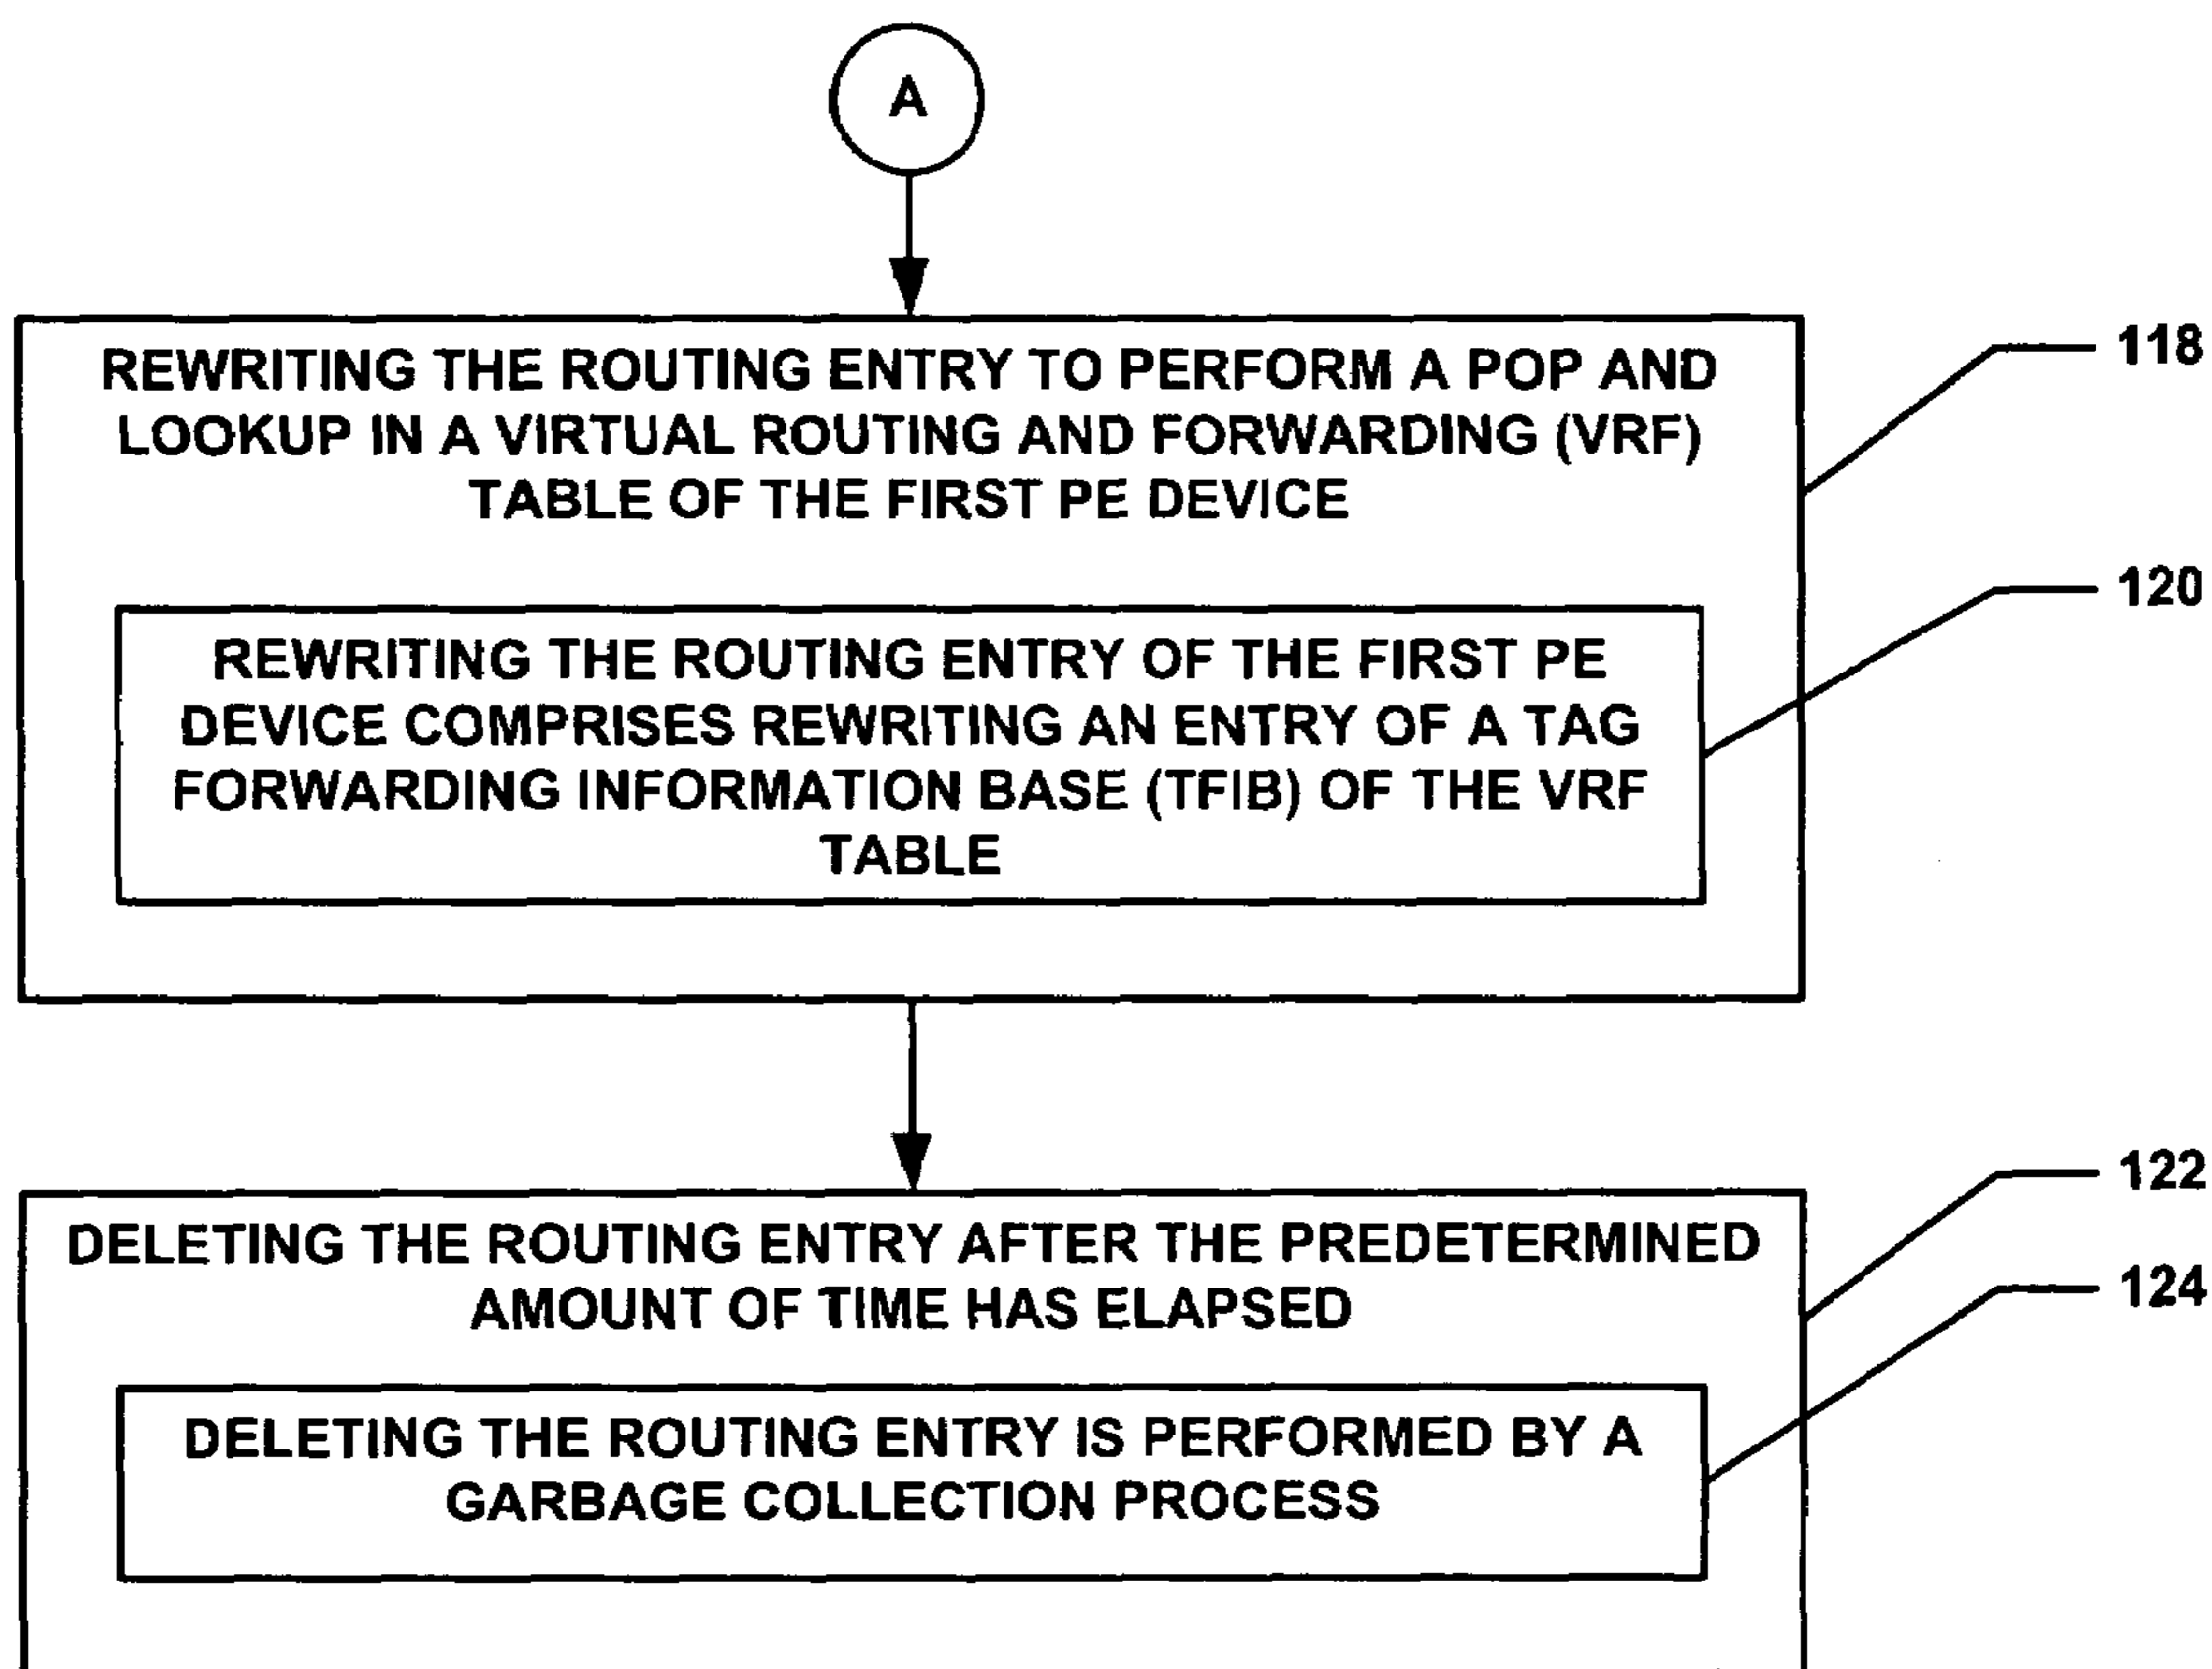 A
REWRITING THE ROUTING ENTRY TO PERFORM A POP AND
LOOKUP IN A VIRTUAL ROUTING AND FORWARDING (VRF)
TABLE OF THE FIRST PE DEVICE
118
REWRITING THE ROUTING ENTRY OF THE FIRST PE
DEVICE COMPRISES REWRITING AN ENTRY OF A TAG
FORWARDING INFORMATION BASE (TFIB) OF THE VRF
TABLE
120
DELETING THE ROUTING ENTRY AFTER THE PREDETERMINED
AMOUNT OF TIME HAS ELAPSED
122
DELETING THE ROUTING ENTRY IS PERFORMED BY A
GARBAGE COLLECTION PROCESS
124